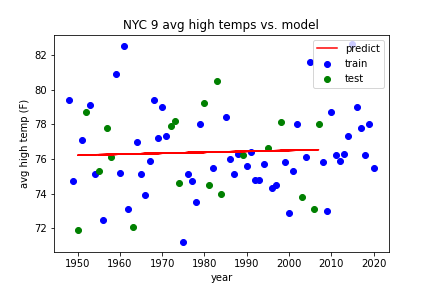 NYC 9 avg high temps vs. model
predict
train
test
82
80
78
76
74
72
avg high temp (F)
1950
1960
1970
1980
1990
2000
2010
2020
year